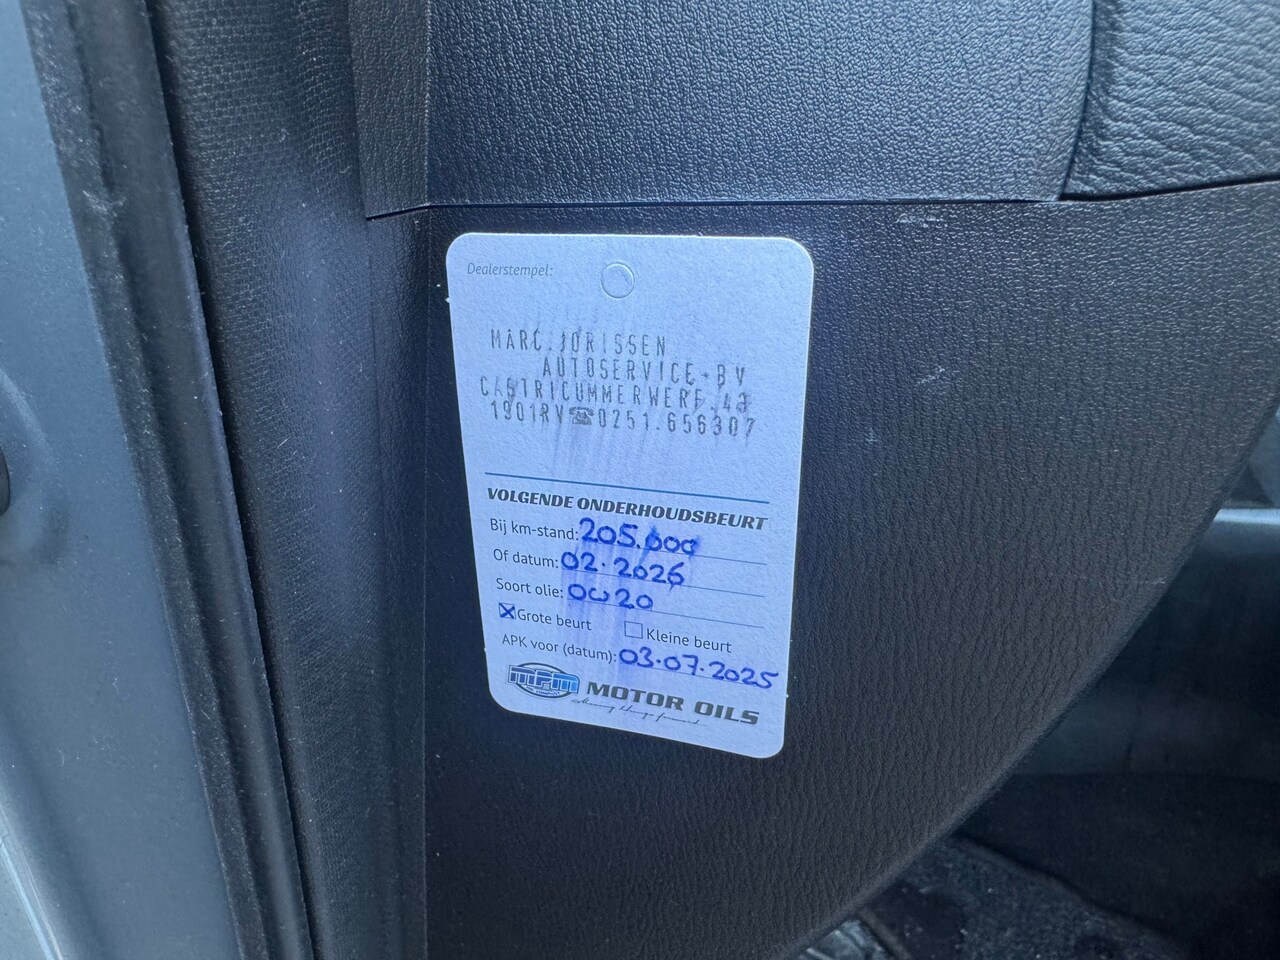 Dealerstempel:
MARC.JORISSEN
AUTOSERVICE-BV
CASTRICUMMERWERF.43
1901RV☎0251.656307
VOLGENDE ONDERHOUDSBEURT
Bij km-stand: 205.000
Of datum: 02.2026
Soort olie: 0W20
☒ Grote beurt ☐ Kleine beurt
APK voor (datum): 03.07.2025
MPM MOTOR OILS